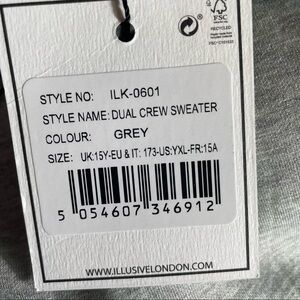 FSC
RECYCLED
STYLE NO: ILK-0601
STYLE NAME: DUAL CREW SWEATER
COLOUR: GREY
SIZE: UK:15Y-EU & IT: 173-US:YXL-FR:15A
5 054607 346912
WWW.ILLUSIVELONDON.COM